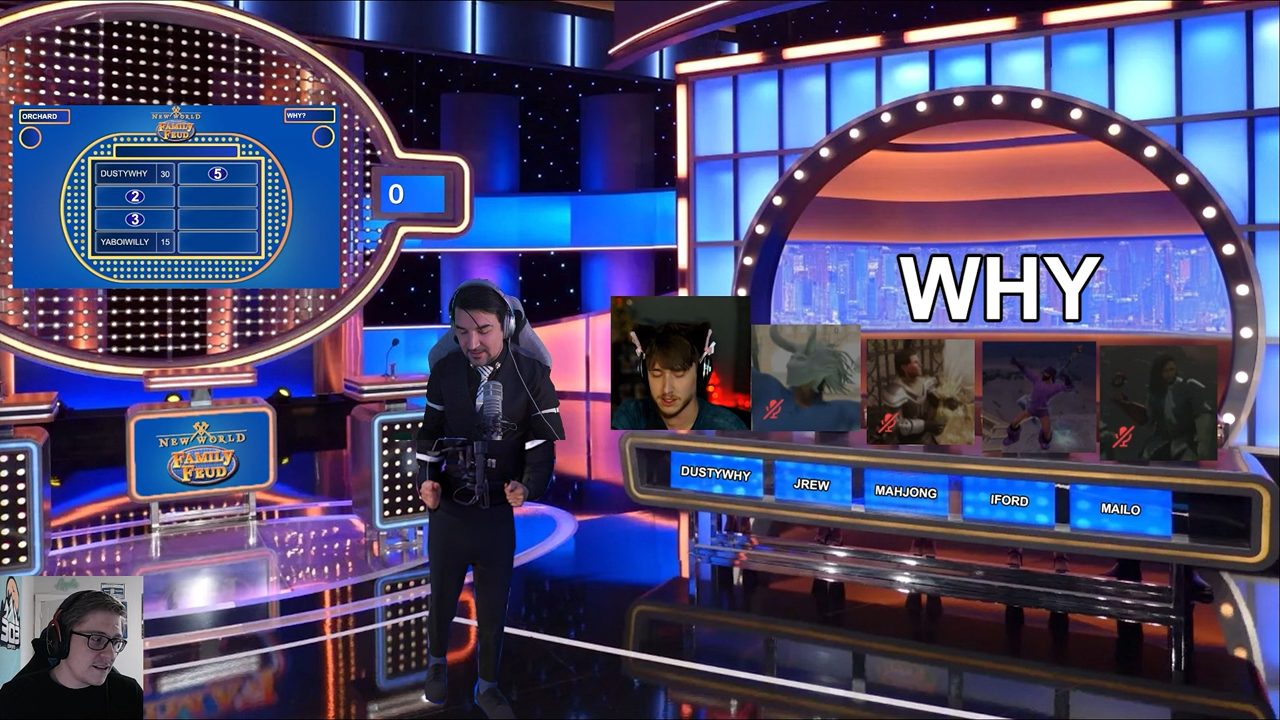 ORCHARD
NEW WORLD
FAMILY
FEUD
WHY?
DUSTYWHY 30
5
2
3
YABOIWILLY 15
0
WHY
NEW WORLD
FAMILY
FEUD
DUSTYWHY
JREW
MAHJONG
IFORD
MAILO
303